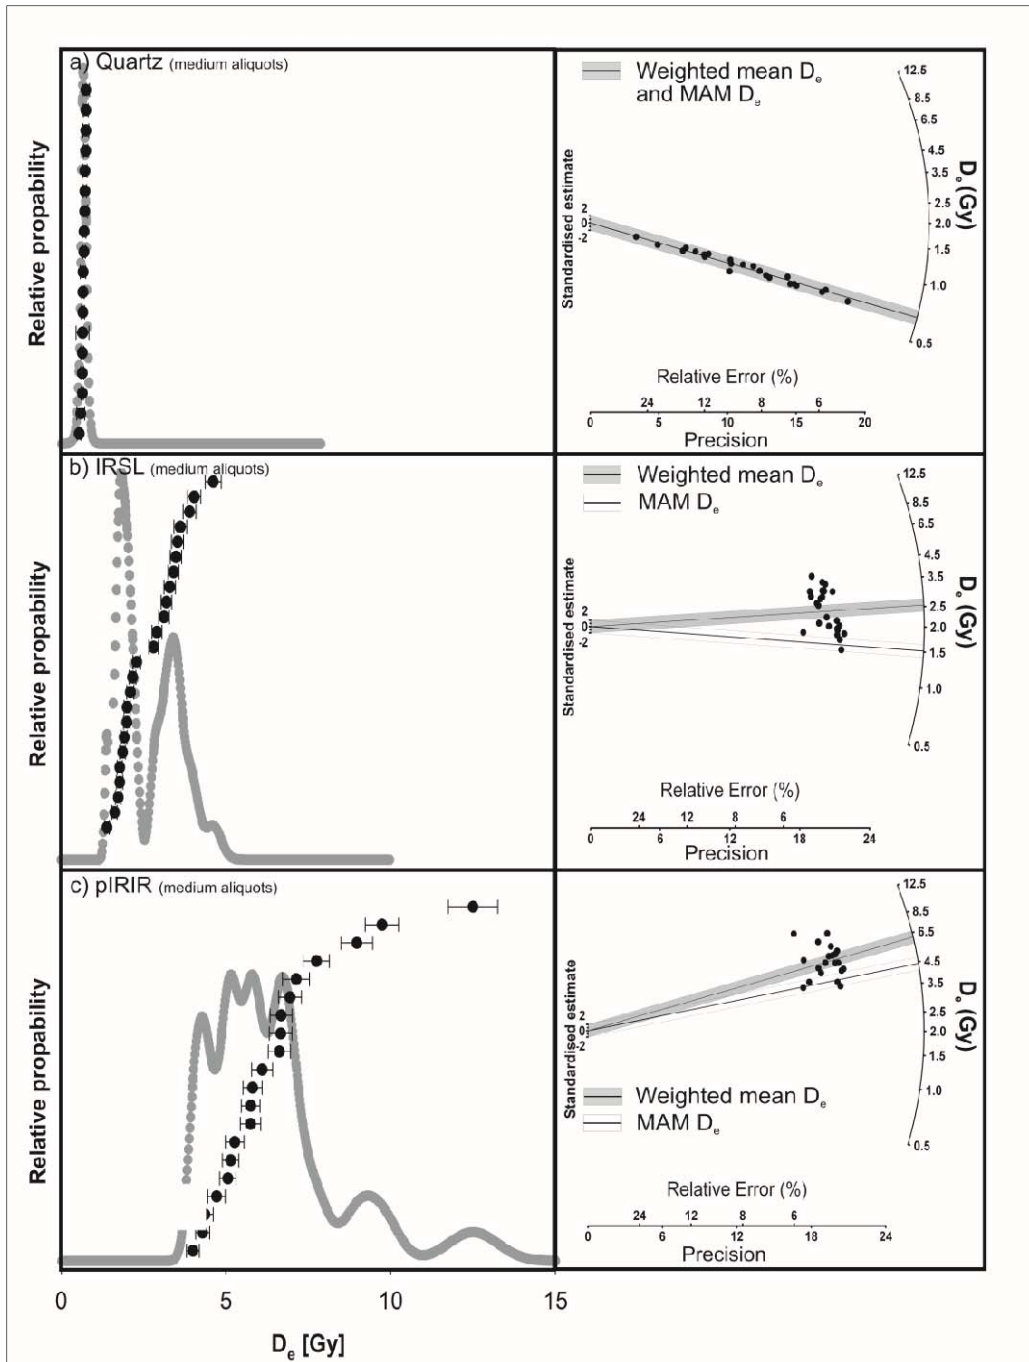 a) Quartz (medium aliquots)
Relative propability
Weighted mean De
and MAM De
Standardised estimate
2
0
-2
12.5
8.5
6.5
4.5
3.5
2.5
2.0
1.5
1.0
0.5
De (Gy)
Relative Error (%)
24 12 8 6
0 5 10 15 20
Precision
b) IRSL (medium aliquots)
Relative propability
Weighted mean De
MAM De
Standardised estimate
2
0
-2
12.5
8.5
6.5
4.5
3.5
2.5
2.0
1.5
1.0
0.5
De (Gy)
Relative Error (%)
24 12 8 6
0 6 12 18 24
Precision
c) pIRIR (medium aliquots)
Relative propability
Standardised estimate
2
0
-2
12.5
8.5
6.5
4.5
3.5
2.5
2.0
1.5
1.0
0.5
De (Gy)
Weighted mean De
MAM De
Relative Error (%)
24 12 8 6
0 6 12 18 24
Precision
0 5 10 15
De [Gy]